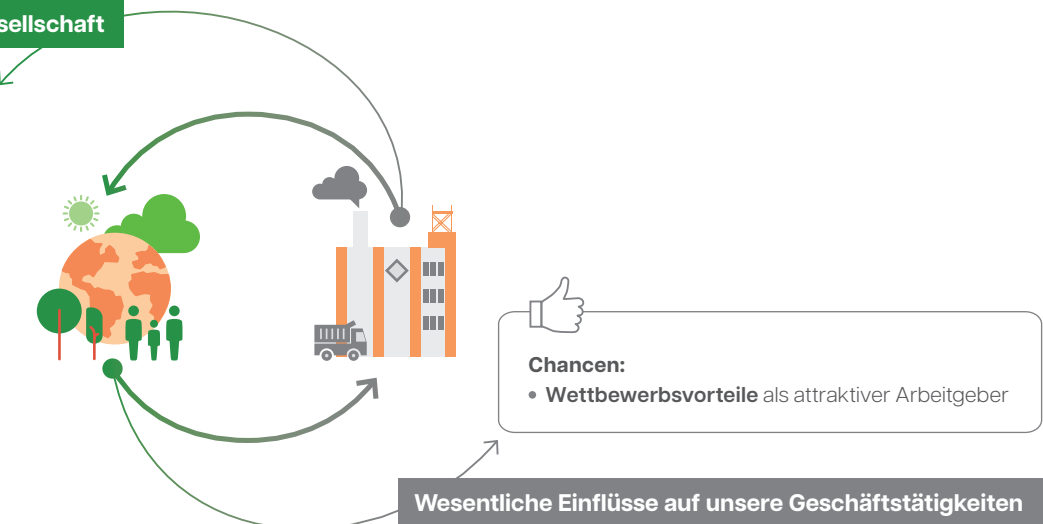 sellschaft
Chancen:
• Wettbewerbsvorteile als attraktiver Arbeitgeber
Wesentliche Einflüsse auf unsere Geschäftstätigkeiten